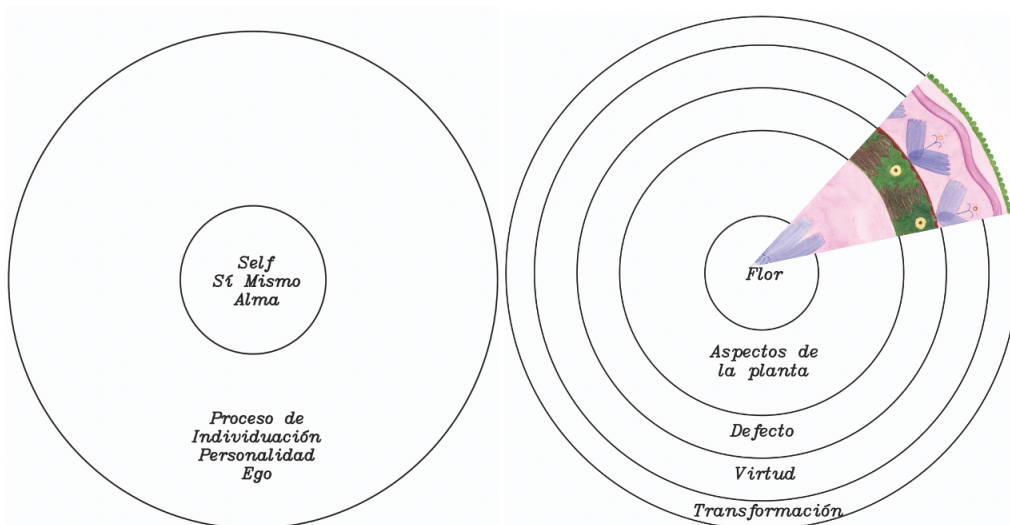 Self
Sí Mismo
Alma
Proceso de
Individuación
Personalidad
Ego
Flor
Aspectos de
la planta
Defecto
Virtud
Transformación